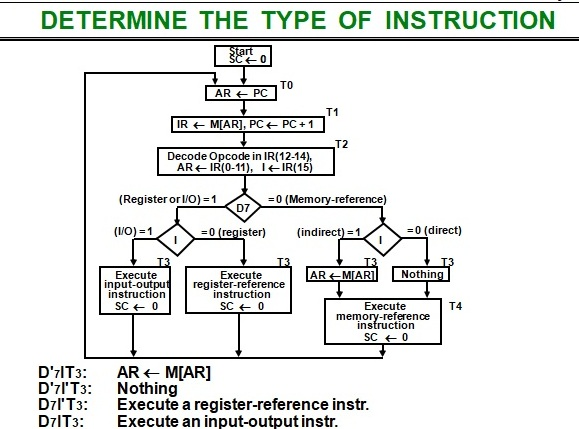 DETERMINE THE TYPE OF INSTRUCTION
Start
SC ← 0
T0
AR ← PC
T1
IR ← M[AR], PC ← PC + 1
T2
Decode Opcode in IR(12-14),
AR ← IR(0-11), I ← IR(15)
(Register or I/O) = 1
D7
= 0 (Memory-reference)
(I/O) = 1
I
= 0 (register)
(indirect) = 1
I
= 0 (direct)
T3
T3
T3
T3
Execute
input-output
instruction
SC ← 0
Execute
register-reference
instruction
SC ← 0
AR ← M[AR]
Nothing
Execute
memory-reference
instruction
SC ← 0
T4
D'7IT3: AR ← M[AR]
D'7I'T3: Nothing
D7I'T3: Execute a register-reference instr.
D7IT3: Execute an input-output instr.